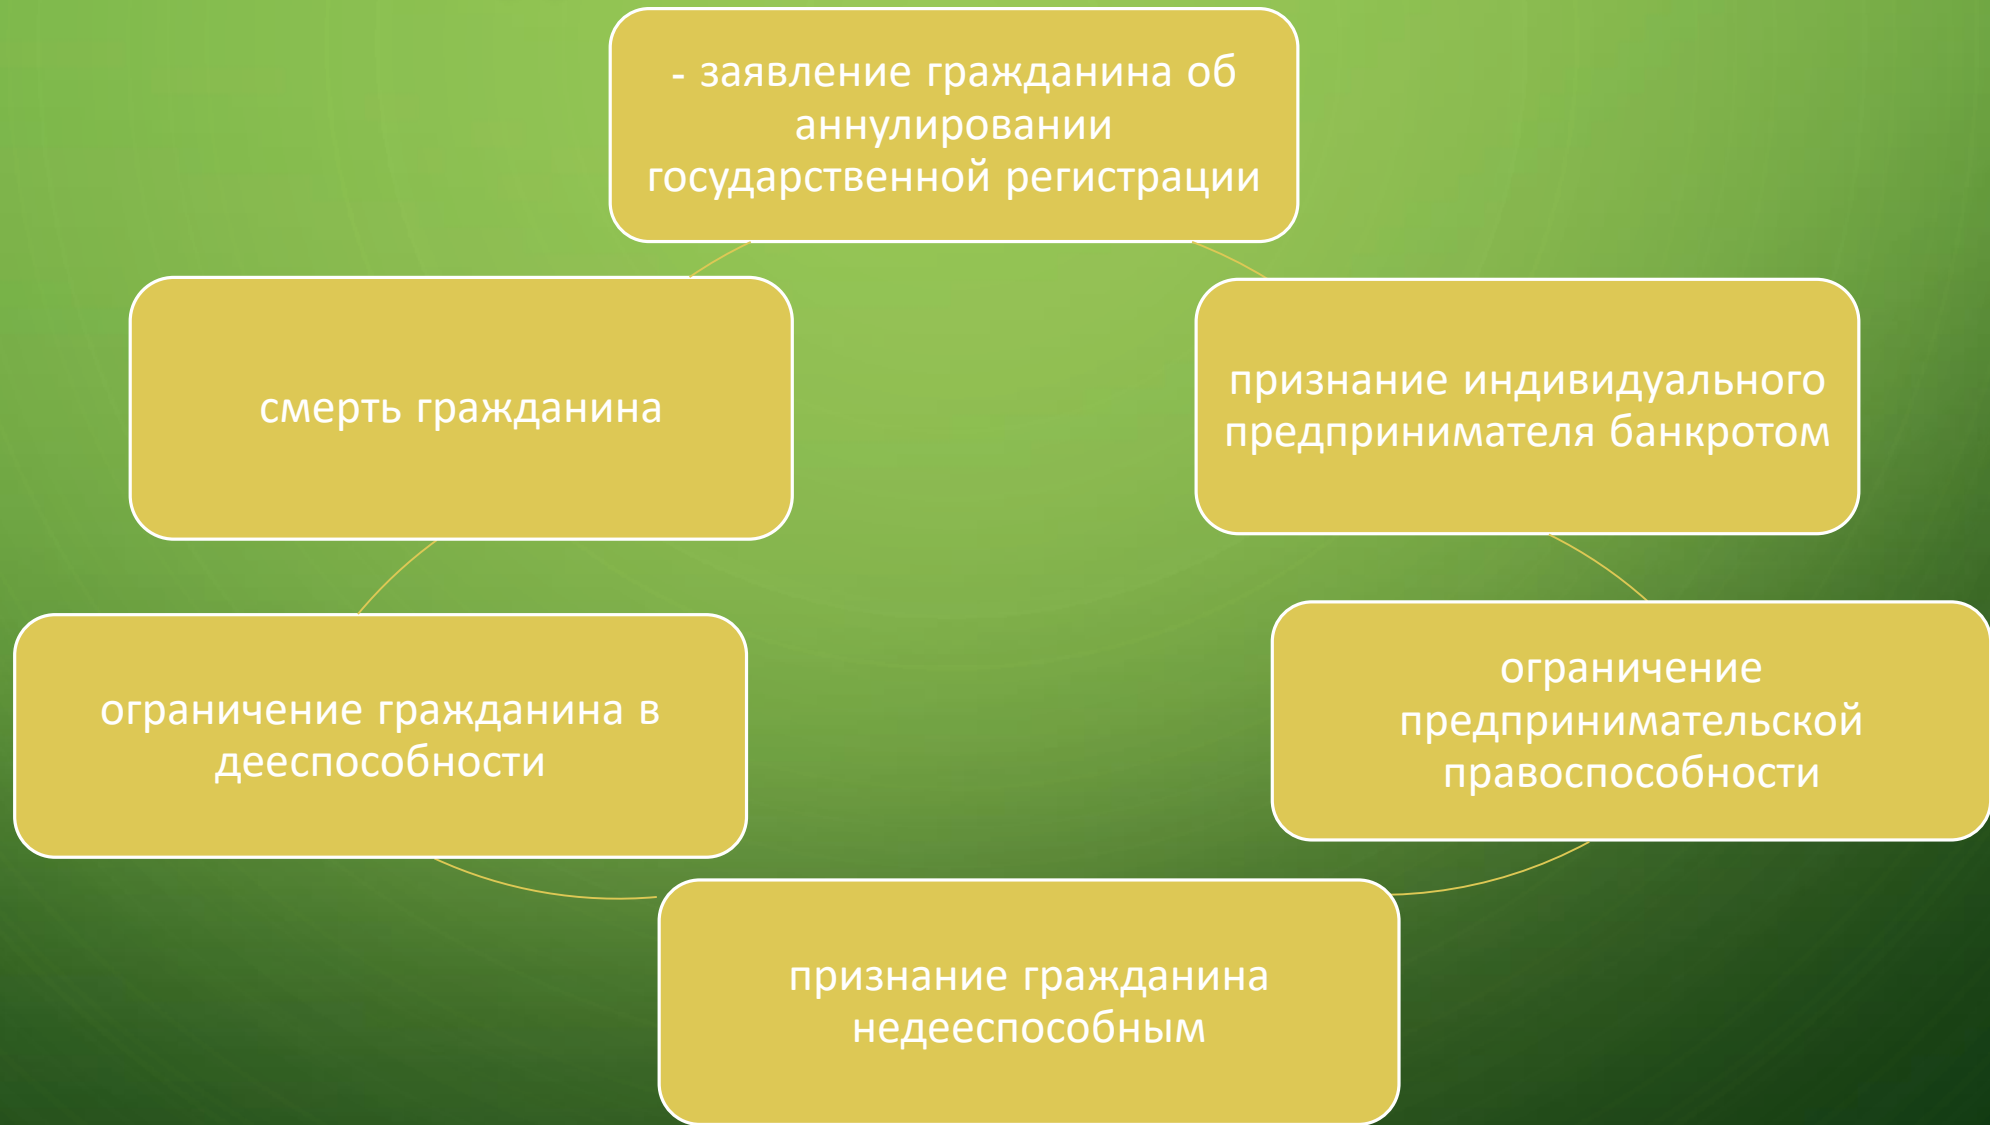 - заявление гражданина об
аннулировании
государственной регистрации
смерть гражданина
признание индивидуального
предпринимателя банкротом
ограничение гражданина в
дееспособности
ограничение
предпринимательской
правоспособности
признание гражданина
недееспособным